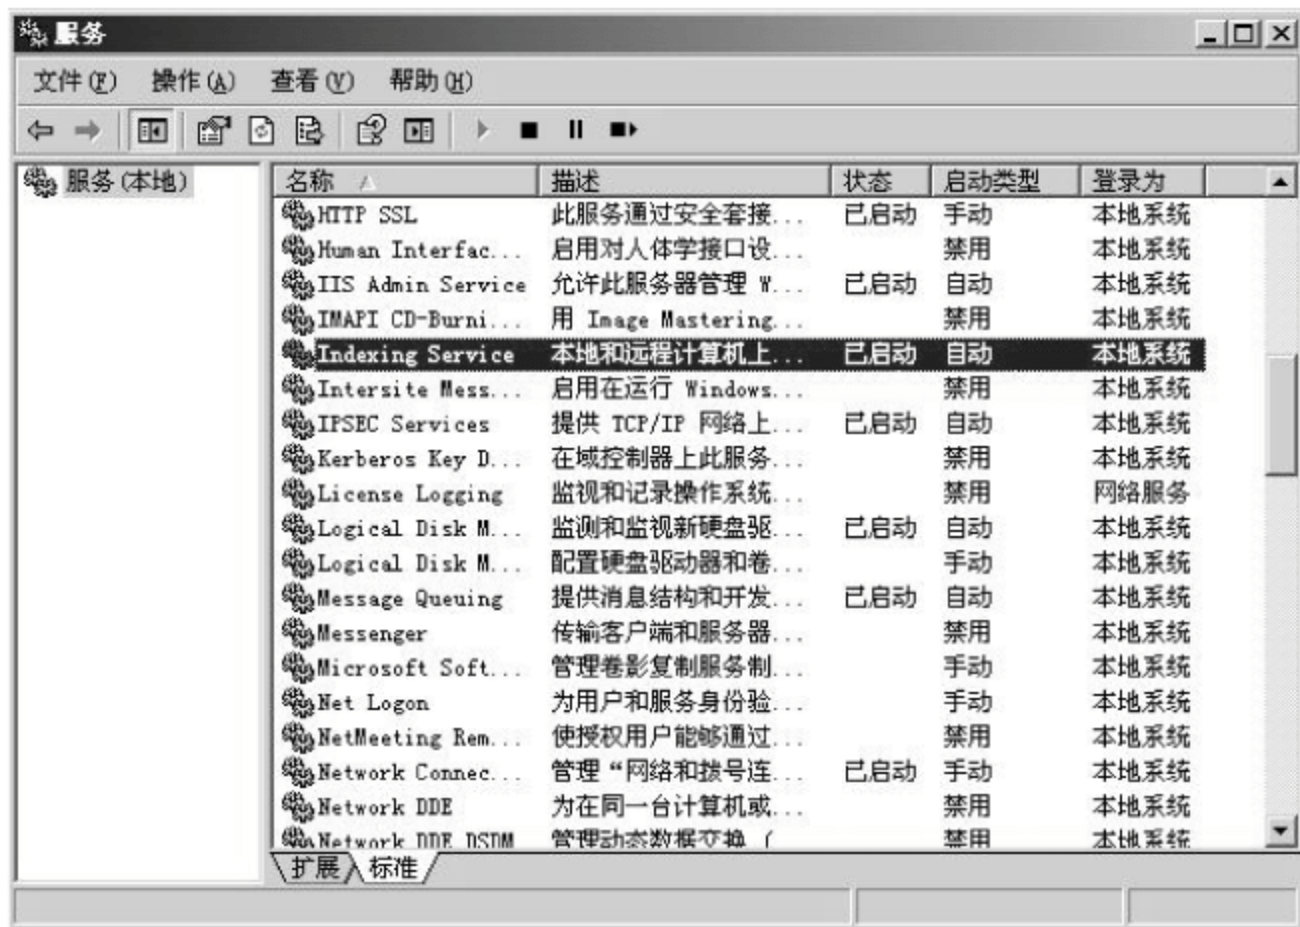 服务
文件(F) 操作(A) 查看(V) 帮助(H)
服务(本地)
名称 描述 状态 启动类型 登录为
HTTP SSL 此服务通过安全套接... 已启动 手动 本地系统
Human Interfac... 启用对人体学接口设... 禁用 本地系统
IIS Admin Service 允许此服务器管理 W... 已启动 自动 本地系统
IMAPI CD-Burni... 用 Image Mastering... 禁用 本地系统
Indexing Service 本地和远程计算机上... 已启动 自动 本地系统
Intersite Mess... 启用在运行 Windows... 禁用 本地系统
IPSEC Services 提供 TCP/IP 网络上... 已启动 自动 本地系统
Kerberos Key D... 在域控制器上此服务... 禁用 本地系统
License Logging 监视和记录操作系统... 禁用 网络服务
Logical Disk M... 监测和监视新硬盘驱... 已启动 自动 本地系统
Logical Disk M... 配置硬盘驱动器和卷... 手动 本地系统
Message Queuing 提供消息结构和开发... 已启动 自动 本地系统
Messenger 传输客户端和服务器... 禁用 本地系统
Microsoft Soft... 管理卷影复制服务制... 手动 本地系统
Net Logon 为用户和服务身份验... 手动 本地系统
NetMeeting Rem... 使授权用户能够通过... 禁用 本地系统
Network Connec... 管理“网络和拨号连... 已启动 手动 本地系统
Network DDE 为在同一台计算机或... 禁用 本地系统
Network DDE DSDM 管理动态数据交换 ( 禁用 本地系统
扩展 标准